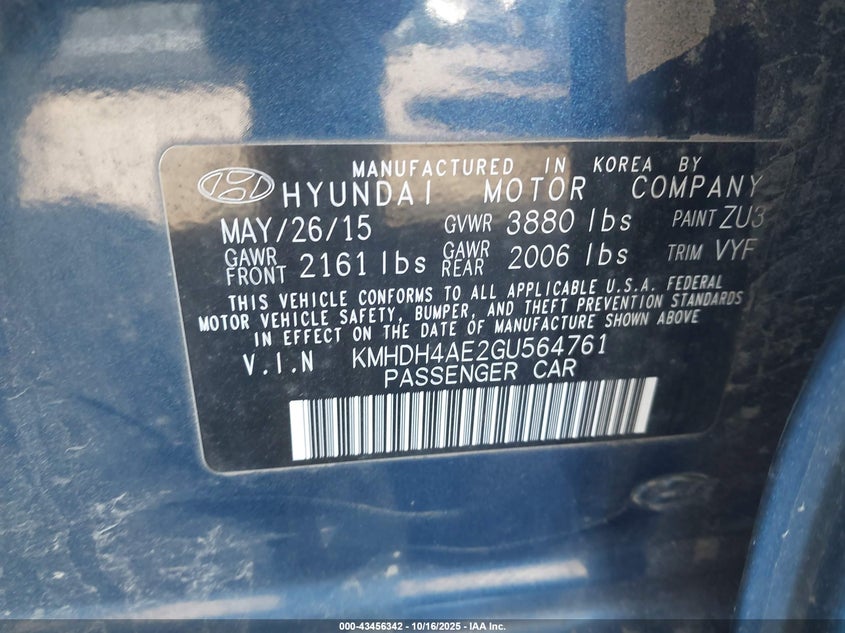 MANUFACTURED IN KOREA BY
HYUNDAI MOTOR COMPANY
MAY/26/15 GVWR 3880 lbs PAINT ZU3
GAWR FRONT 2161 lbs GAWR REAR 2006 lbs TRIM VYF
THIS VEHICLE CONFORMS TO ALL APPLICABLE U.S.A. FEDERAL
MOTOR VEHICLE SAFETY, BUMPER, AND THEFT PREVENTION STANDARDS
IN EFFECT ON THE DATE OF MANUFACTURE SHOWN ABOVE
V.I.N KMHDH4AE2GU564761
PASSENGER CAR
000-43456342 - 10/16/2025 - IAA Inc.